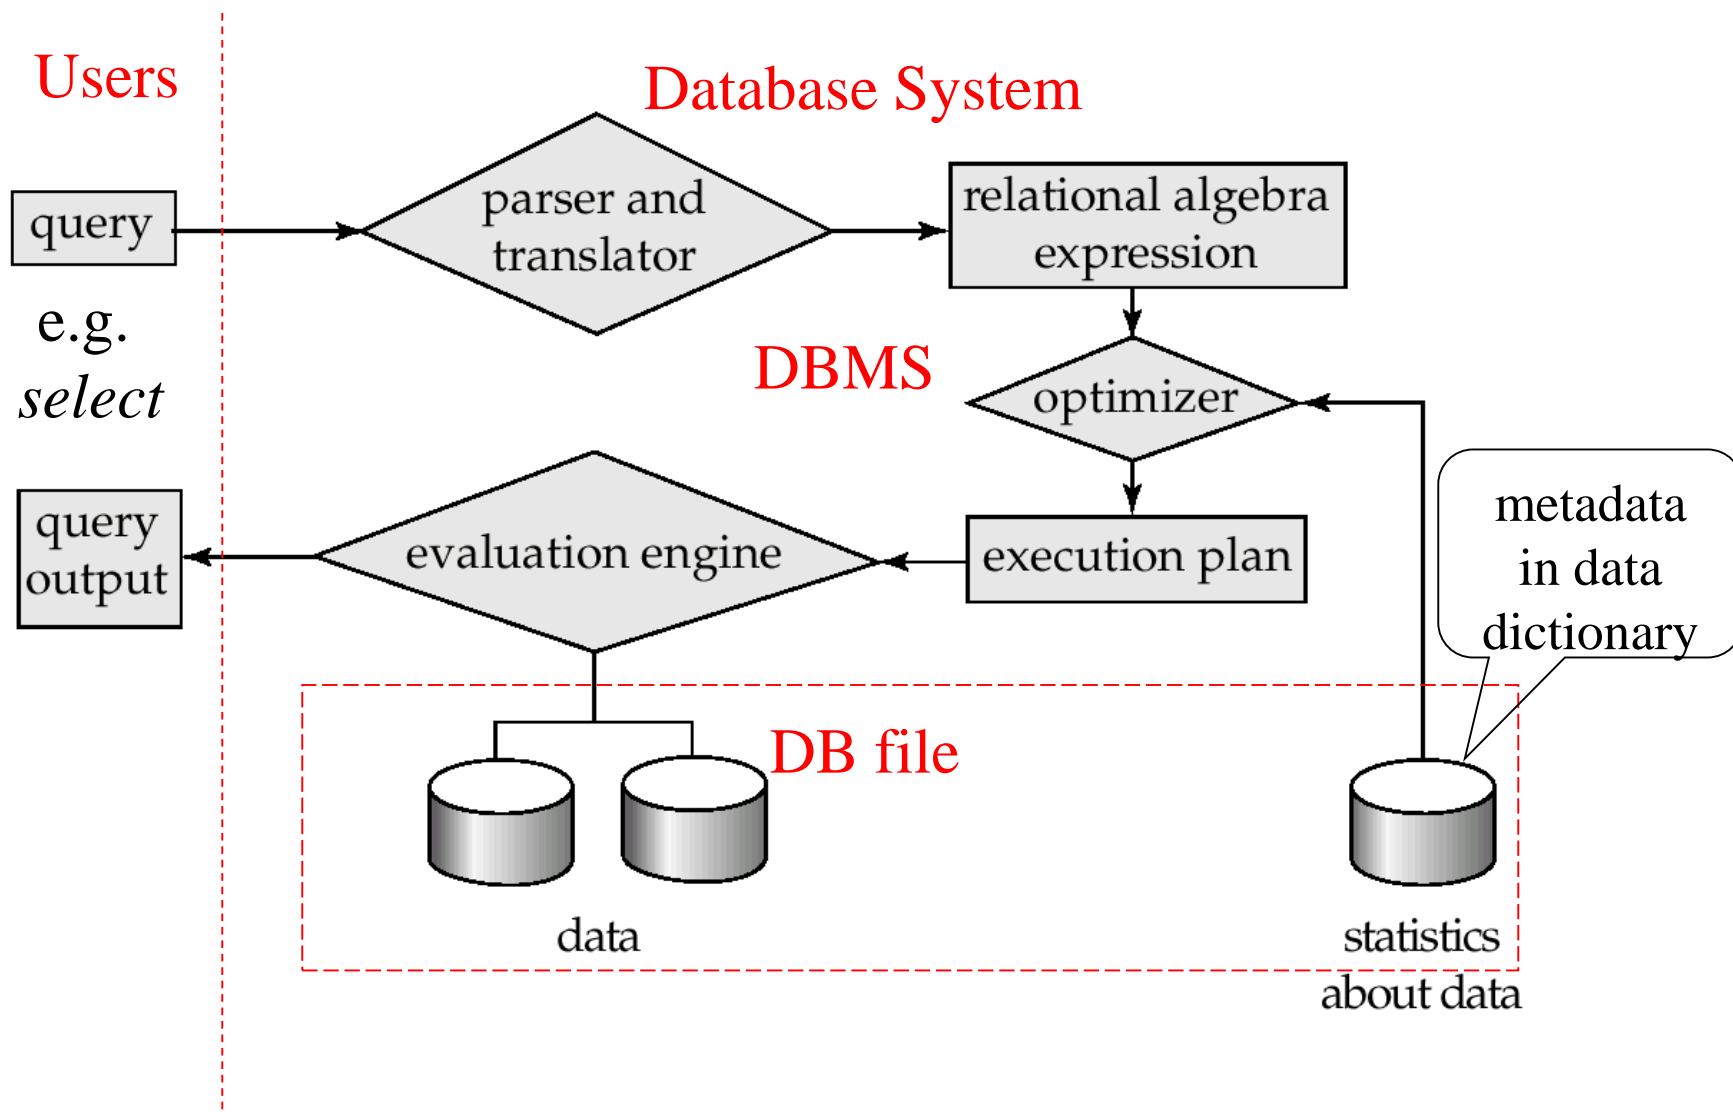 Users
Database System
query
parser and
translator
relational algebra
expression
e.g.
select
DBMS
optimizer
query
output
evaluation engine
execution plan
metadata
in data
dictionary
DB file
data
statistics
about data